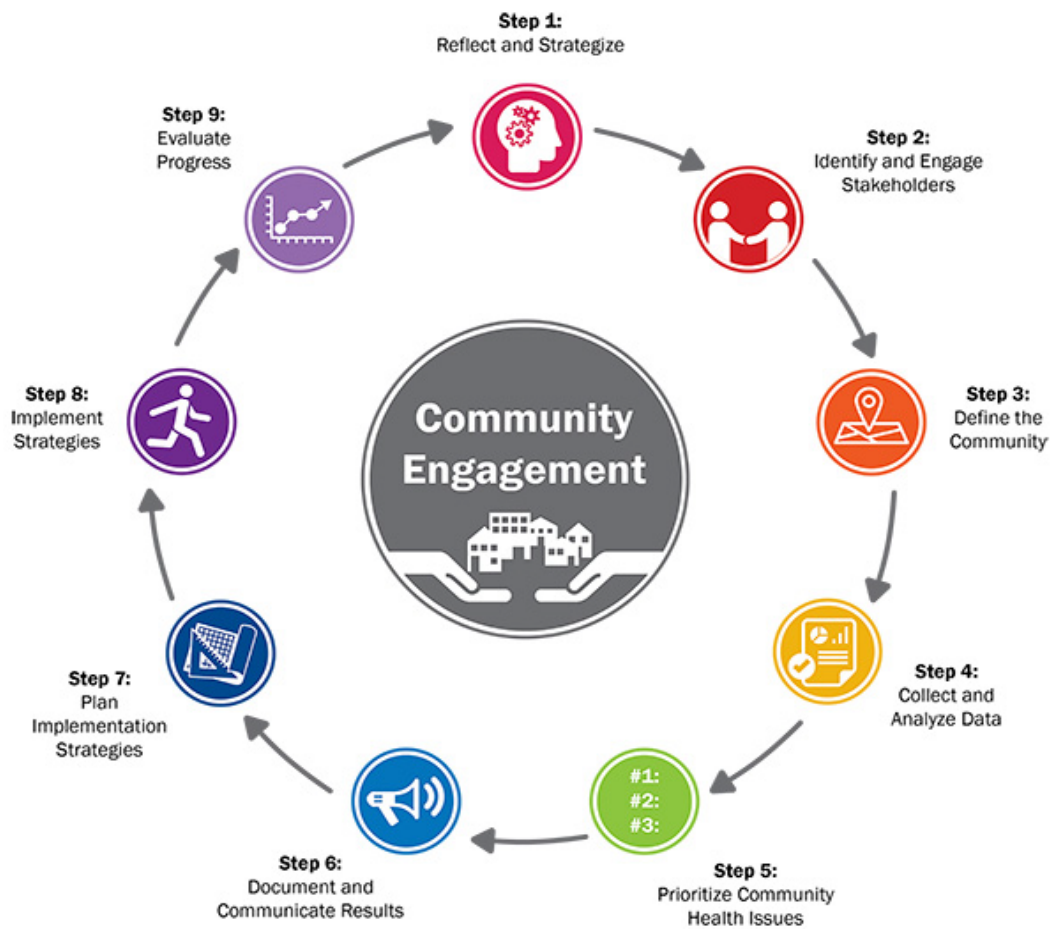 Step 1:
Reflect and Strategize
Step 2:
Identify and Engage
Stakeholders
Step 3:
Define the
Community
Step 4:
Collect and
Analyze Data
#1:
#2:
#3:
Step 5:
Prioritize Community
Health Issues
Step 6:
Document and
Communicate Results
Step 7:
Plan
Implementation
Strategies
Step 8:
Implement
Strategies
Step 9:
Evaluate
Progress
Community
Engagement